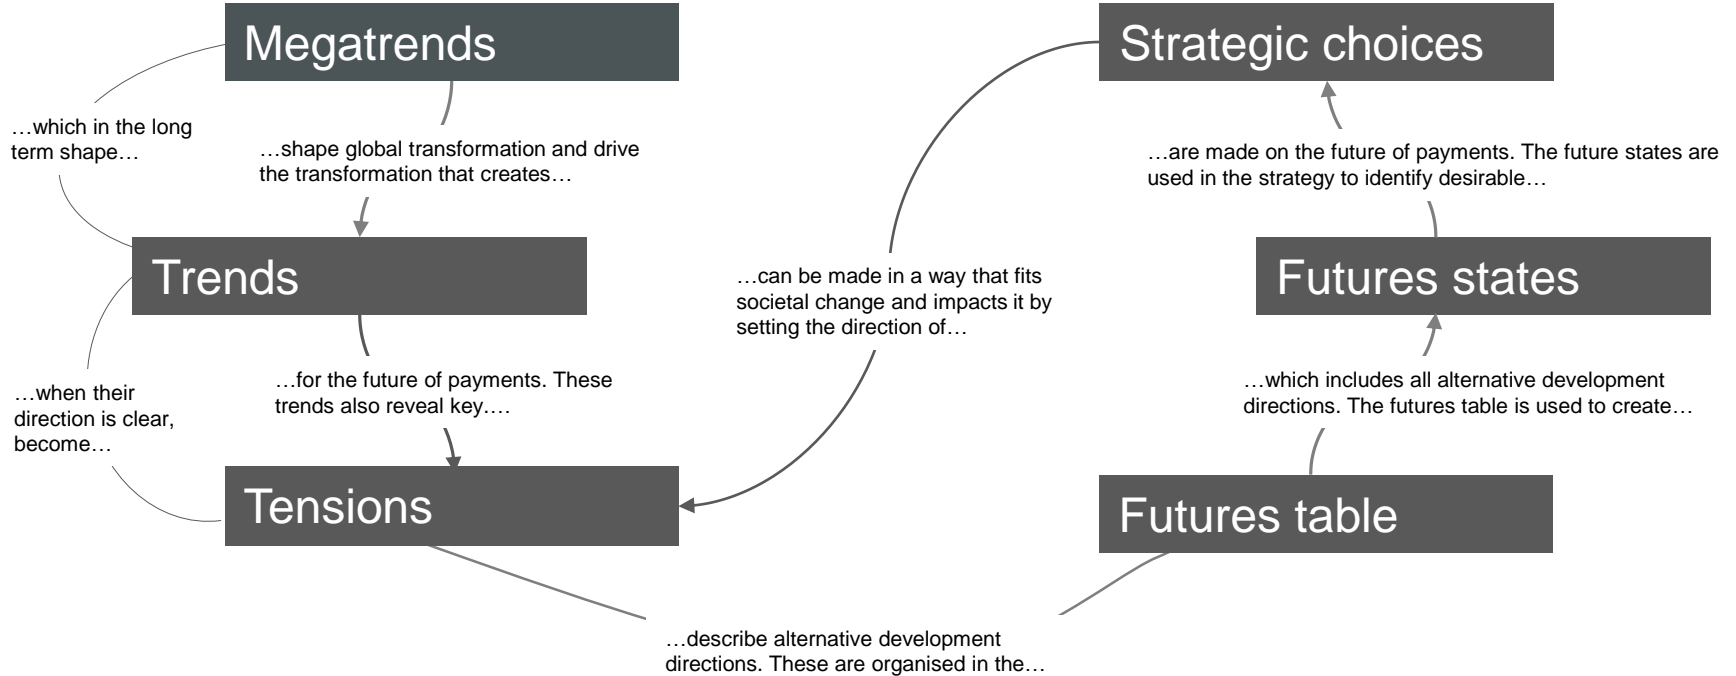 Megatrends
Strategic choices
…which in the long
term shape…
…shape global transformation and drive
the transformation that creates…
…are made on the future of payments. The future states are
used in the strategy to identify desirable…
Trends
…can be made in a way that fits
societal change and impacts it by
setting the direction of…
Futures states
…when their
direction is clear,
become…
…for the future of payments. These
trends also reveal key.…
…which includes all alternative development
directions. The futures table is used to create…
Tensions
Futures table
…describe alternative development
directions. These are organised in the…